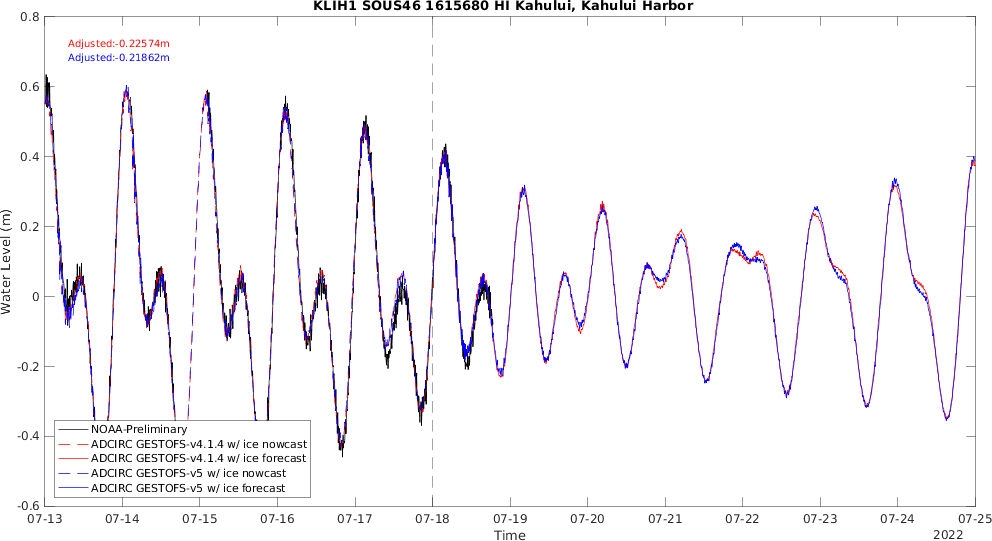 KLIH1 SOUS46 1615680 HI Kahului, Kahului Harbor
0.8
Adjusted:-0.22574m
Adjusted:-0.21862m
0.6
0.4
0.2
0
-0.2
-0.4
-0.6
Water Level (m)
NOAA-Preliminary
ADCIRC GESTOFS-v4.1.4 w/ ice nowcast
ADCIRC GESTOFS-v4.1.4 w/ ice forecast
ADCIRC GESTOFS-v5 w/ ice nowcast
ADCIRC GESTOFS-v5 w/ ice forecast
07-13 07-14 07-15 07-16 07-17 07-18 07-19 07-20 07-21 07-22 07-23 07-24 07-25
Time
2022